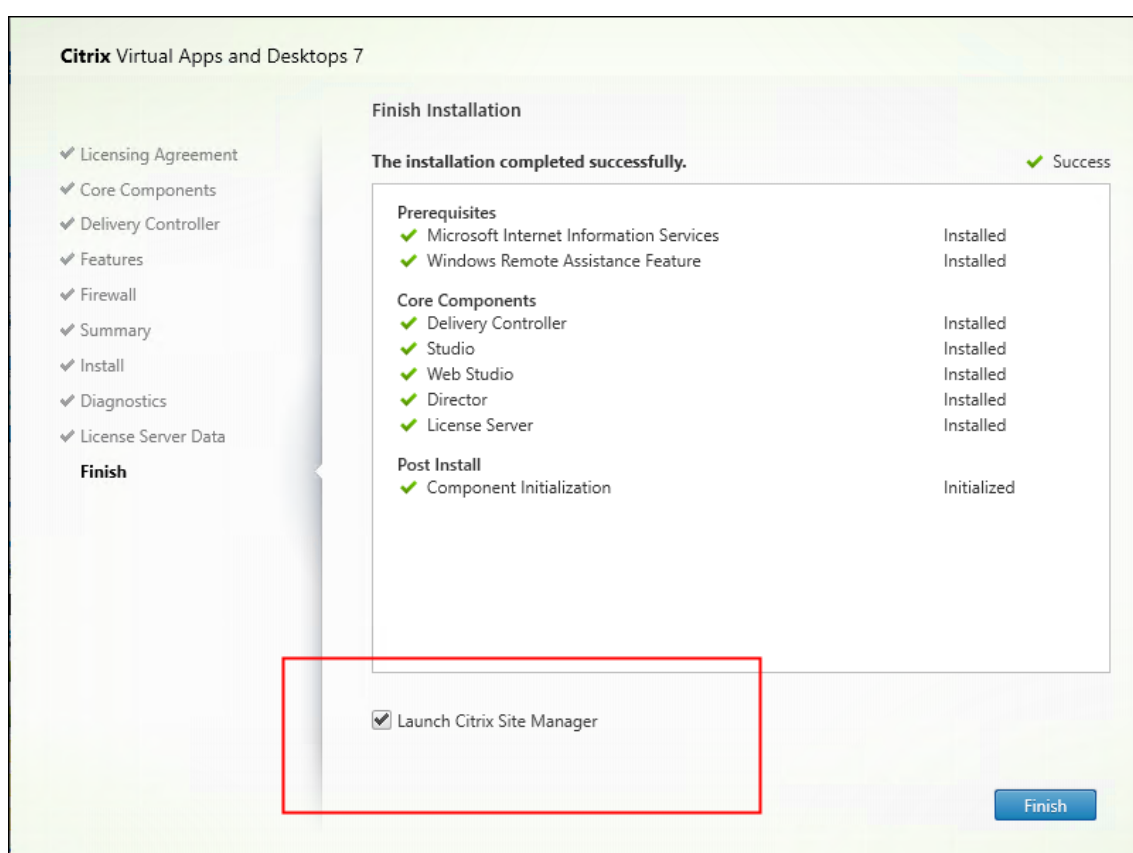 Citrix Virtual Apps and Desktops 7
Licensing Agreement
Core Components
Delivery Controller
Features
Firewall
Summary
Install
Diagnostics
License Server Data
Finish
Finish Installation
The installation completed successfully. Success
Prerequisites
Microsoft Internet Information Services Installed
Windows Remote Assistance Feature Installed
Core Components
Delivery Controller Installed
Studio Installed
Web Studio Installed
Director Installed
License Server Installed
Post Install
Component Initialization Initialized
Launch Citrix Site Manager
Finish